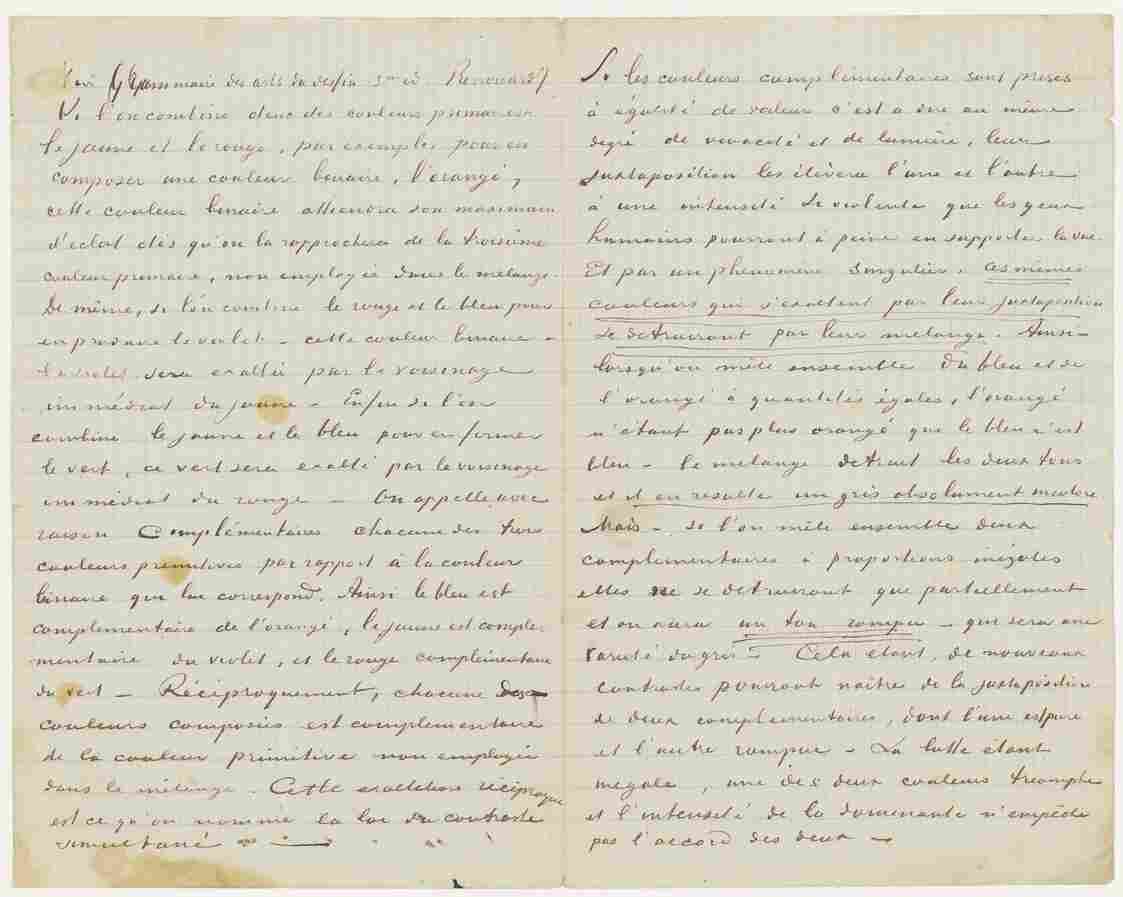 Grammaire des arts du dessin 3me ed Renouard)
Si l'on combine deux des couleurs primaires
le jaune et le rouge, par exemple, pour en
composer une couleur binaire, l'orangé,
cette couleur binaire atteindra son maximum
d'éclat dès qu'on la rapprochera de la troisième
couleur primaire, non employée dans le mélange.
De même, si l'on combine le rouge et le bleu pour
en produire le violet – cette couleur binaire –
le violet. sera exaltée par le voisinage
immédiat du jaune – Enfin si l'on
combine le jaune et le bleu pour en former
le vert, ce vert sera exalté par le voisinage
immédiat du rouge – On appelle avec
raison Complémentaires chacune des trois
couleurs primitives par rapport à la couleur
binaire qui lui correspond. Ainsi le bleu est
complementaire de l'orangé, le jaune est complé-
mentaire du violet, et le rouge complémentaire
du vert – Réciproquement, chacune des
couleurs composées est complementaire
de la couleur primitive non employée
dans le mélange. Cette exaltation réciproque
est ce qu'on nomme la loi du contraste
simultané
Si les couleurs complémentaires sont prises
à égalité de valeur c'est a dire au même
degré de vivacité et de lumière, leur
juxtaposition les élèvera l'une et l'autre
à une intensité si violente que les yeux
humains pourront à peine en supporter la vue.
Et par un phénomène singulier, ces mêmes
couleurs qui s'exaltent par leur juxtaposition
se detruiront par leur mélange. Ainsi –
lorsqu'on mêle ensemble du bleu et de
l'orangé à quantités égales, l'orangé
n'étant pas plus orangé que le bleu n'est
bleu – le mélange detruit les deux tons
et il en resulte un gris absolument incolore.
Mais – si l'on mêle ensemble deux
complementaires à proportions inégales
elles ne se detruiront que partiellement
et on aura un ton rompu – qui sera une
varieté du gris – Cela étant, de nouveaux
contrastes pourront naître de la juxtaposition
de deux complementaires, dont l'une est pure
et l'autre rompue – La lutte étant
inegale, une des deux couleurs triomphe
et l'intensité de la dominante n'empêche
pas l'accord des deux –